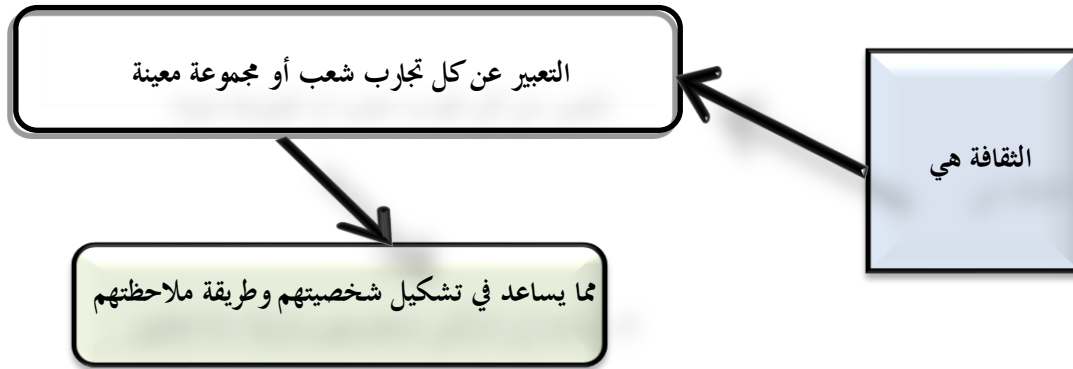 الثقافة هي
التعبير عن كل تجارب شعب أو مجموعة معينة
مما يساعد في تشكيل شخصيتهم وطريقة ملاحظتهم